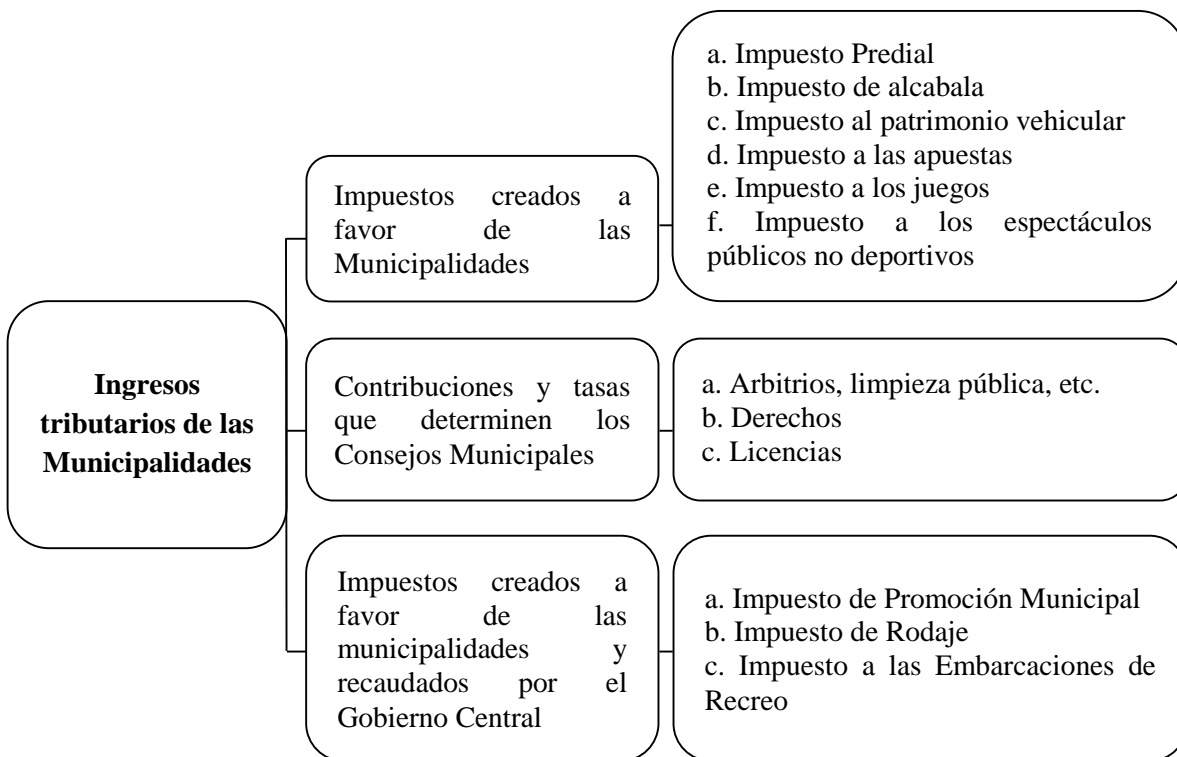 Ingresos
tributarios de las
Municipalidades
Impuestos creados a
favor de las
Municipalidades
a. Impuesto Predial
b. Impuesto de alcabala
c. Impuesto al patrimonio vehicular
d. Impuesto a las apuestas
e. Impuesto a los juegos
f. Impuesto a los espectáculos
públicos no deportivos
Contribuciones y tasas
que determinen los
Consejos Municipales
a. Arbitrios, limpieza pública, etc.
b. Derechos
c. Licencias
Impuestos creados a
favor de las
municipalidades y
recaudados por el
Gobierno Central
a. Impuesto de Promoción Municipal
b. Impuesto de Rodaje
c. Impuesto a las Embarcaciones de
Recreo